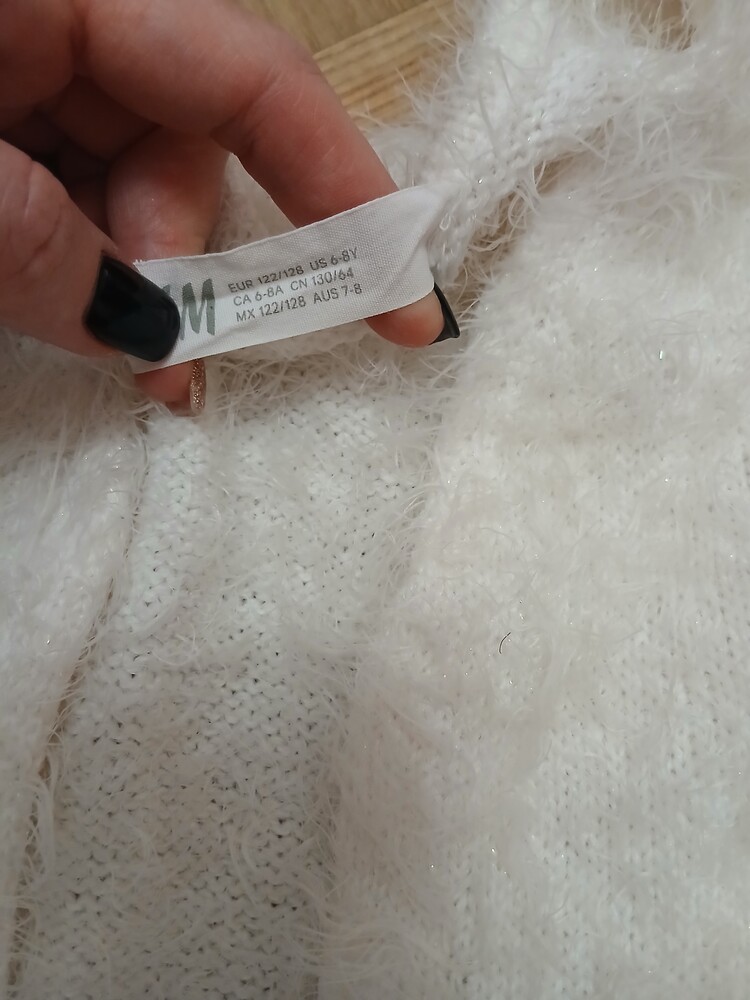 M
EUR 122/128 US 6-8Y
CA 6-8A CN 130/64
MX 122/128 AUS 7-8